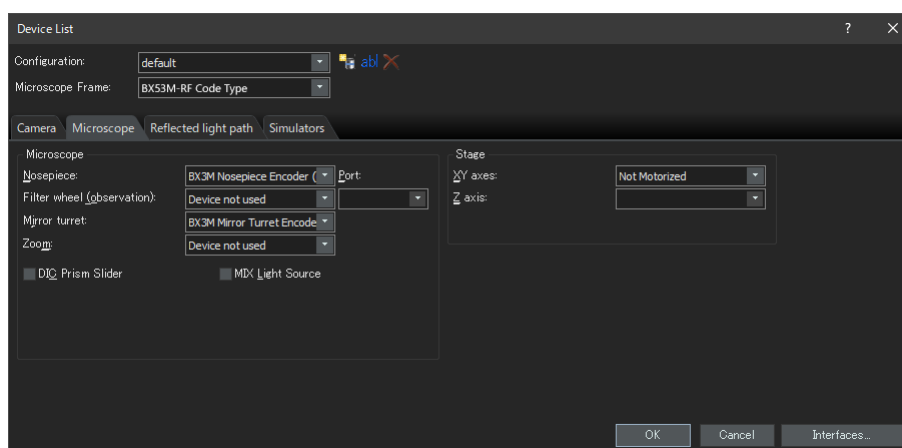 Device List
?
Configuration:
default
abl
Microscope Frame:
BX53M-RF Code Type
Camera
Microscope
Reflected light path
Simulators
Microscope
Nosepiece:
BX3M Nosepiece Encoder (
Port:
Filter wheel (observation):
Device not used
Mirror turret:
BX3M Mirror Turret Encode
Zoom:
Device not used
DIC Prism Slider
MIX Light Source
Stage
XY axes:
Not Motorized
Z axis:
OK
Cancel
Interfaces...